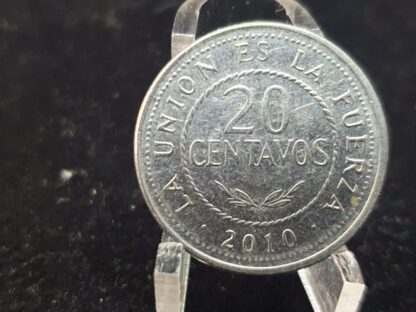 LA UNION ES LA FUERZA
20
CENTAVOS
2010